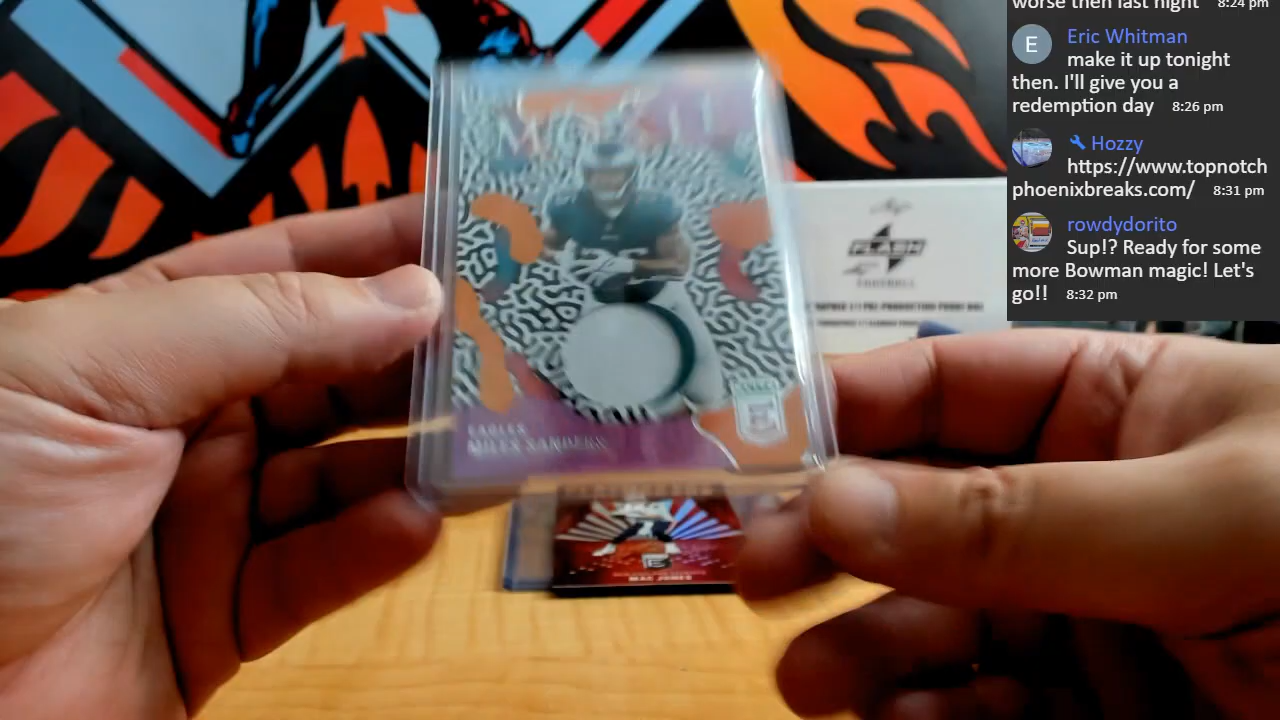 worse then last night 8:24 pm
E Eric Whitman
make it up tonight
then. I'll give you a
redemption day 8:26 pm
Hozzy
https://www.topnotch
phoenixbreaks.com/ 8:31 pm
rowdydorito
Sup!? Ready for some
more Bowman magic! Let's
go!! 8:32 pm
FLASH
FOOTBALL
EAGLES
MILES SANDERS
MAC JONES